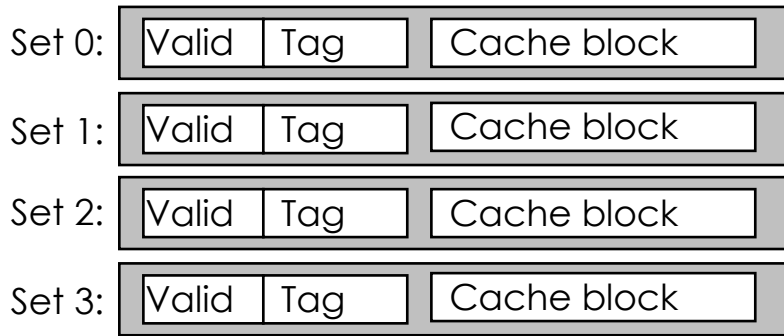 Set 0: Valid Tag Cache block
Set 1: Valid Tag Cache block
Set 2: Valid Tag Cache block
Set 3: Valid Tag Cache block